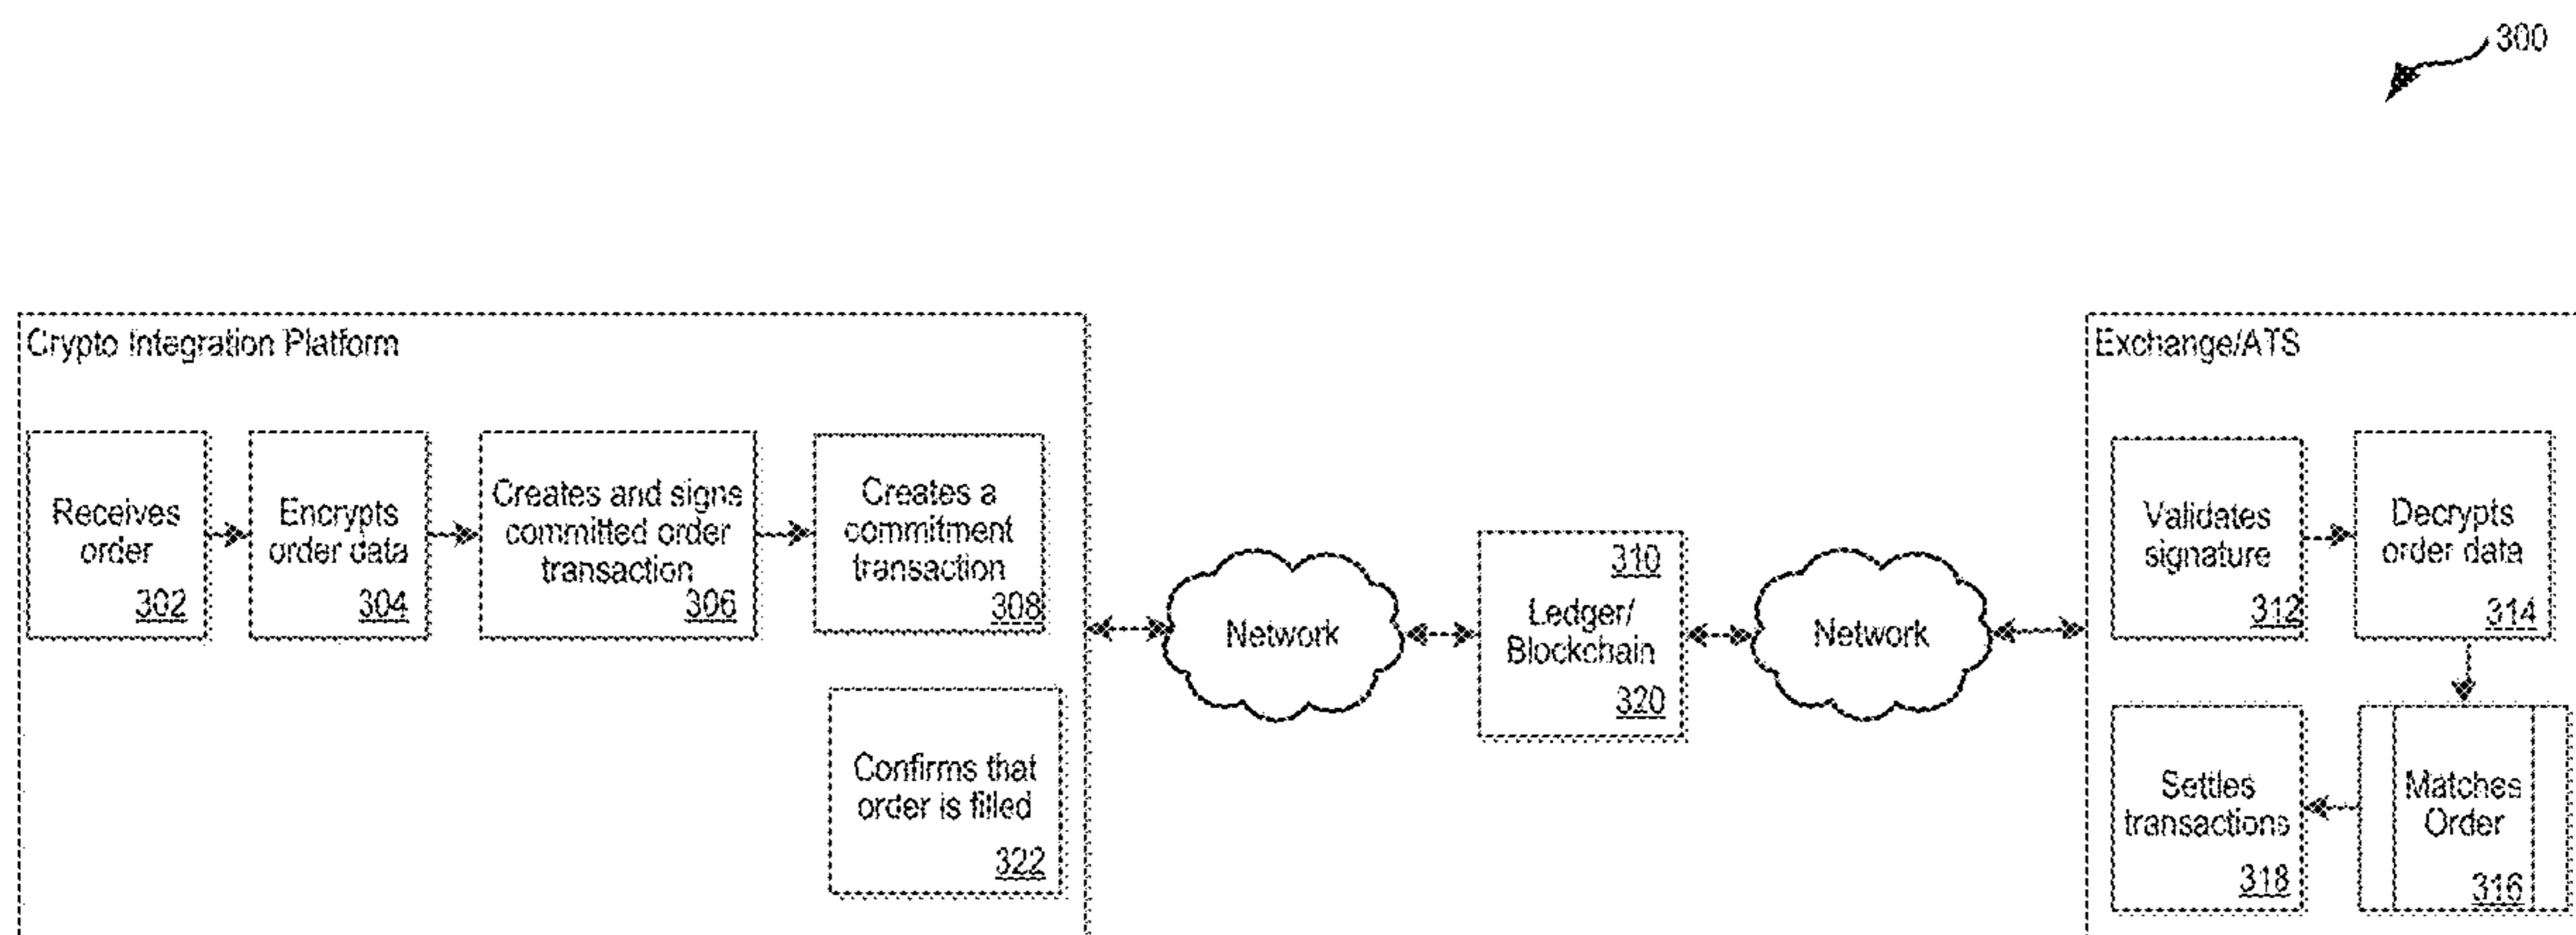 300
Crypto Integration Platform
Receives
order
302
Encrypts
order data
304
Creates and signs
committed order
transaction
306
Creates a
commitment
transaction
308
Confirms that
order is filled
322
Network
310
Ledger/
Blockchain
320
Network
Exchange/ATS
Validates
signature
312
Decrypts
order data
314
Settles
transactions
318
Matches
Order
316